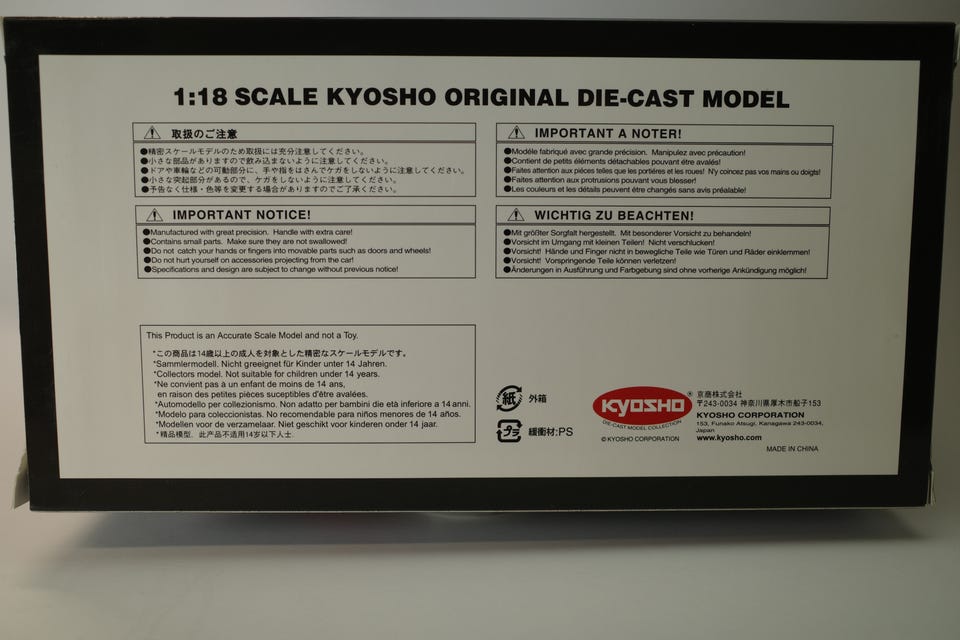 1:18 SCALE KYOSHO ORIGINAL DIE-CAST MODEL
取扱のご注意
●精密スケールモデルのため取扱には充分注意してください。
●小さな部品がありますので飲み込まないように注意してください。
●ドアや車輪などの可動部分に、手や指をはさんでケガをしないように注意してください。
●小さな突起部分があるので、ケガをしないように注意してください。
●予告なく仕様・色等を変更する場合がありますのでご了承ください。
IMPORTANT NOTICE!
●Manufactured with great precision. Handle with extra care!
●Contains small parts. Make sure they are not swallowed!
●Do not catch your hands or fingers into movable parts such as doors and wheels!
●Do not hurt yourself on accessories projecting from the car!
●Specifications and design are subject to change without previous notice!
IMPORTANT A NOTER!
●Modéle fabriqué avec grande précision. Manipulez avec précaution!
●Contient de petits éléments détachables pouvant étre avalés!
●Faites attention aux pièces telles que les portiéres et les roues! N'y coincez pas vos mains ou doigts!
●Faites attention aux protrusions pouvant vous blesser!
●Les couleurs et les détails peuvent étre changés sans avis préalable!
WICHTIG ZU BEACHTEN!
●Mit größter Sorgfalt hergestellt. Mit besonderer Vorsicht zu behandeln!
●Vorsicht im Umgang mit kleinen Teilen! Nicht verschlucken!
●Vorsicht! Hände und Finger nicht in bewegliche Teile wie Türen und Räder einklemmen!
●Vorsicht! Vorspringende Teile können verletzen!
●Änderungen in Ausführung und Farbgebung sind ohne vorherige Ankündigung möglich!
This Product is an Accurate Scale Model and not a Toy.
*この商品は14歳以上の成人を対象とした精密なスケールモデルです。
*Sammlermodell. Nicht greeignet für Kinder unter 14 Jahren.
*Collectors model. Not suitable for children under 14 years.
*Ne convient pas à un enfant de moins de 14 ans,
en raison des petites piéces suceptibles d'être avalées.
*Automodello per collezionismo. Non adatto per bambini die età inferiore a 14 anni.
*Modelo para coleccionistas. No recomendable para niños menores de 14 años.
*Modellen voor de verzamelaar. Niet geschikt voor kinderen onder 14 jaar.
*精品模型，此产品不适用14岁以下人士.
紙 外箱
プラ 緩衝材:PS
KYOSHO ®
DIE-CAST MODEL COLLECTION
© KYOSHO CORPORATION
京商株式会社
〒243-0034 神奈川県厚木市船子153
KYOSHO CORPORATION
153, Funako Atsugi, Kanagawa 243-0034,
Japan
www.kyosho.com
MADE IN CHINA